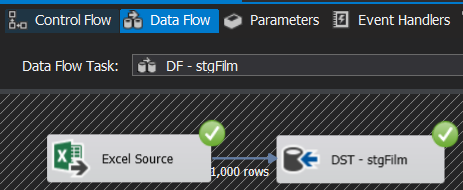 Control Flow Data Flow Parameters Event Handlers
Data Flow Task: DF - stgFilm
Excel Source DST - stgFilm
1,000 rows